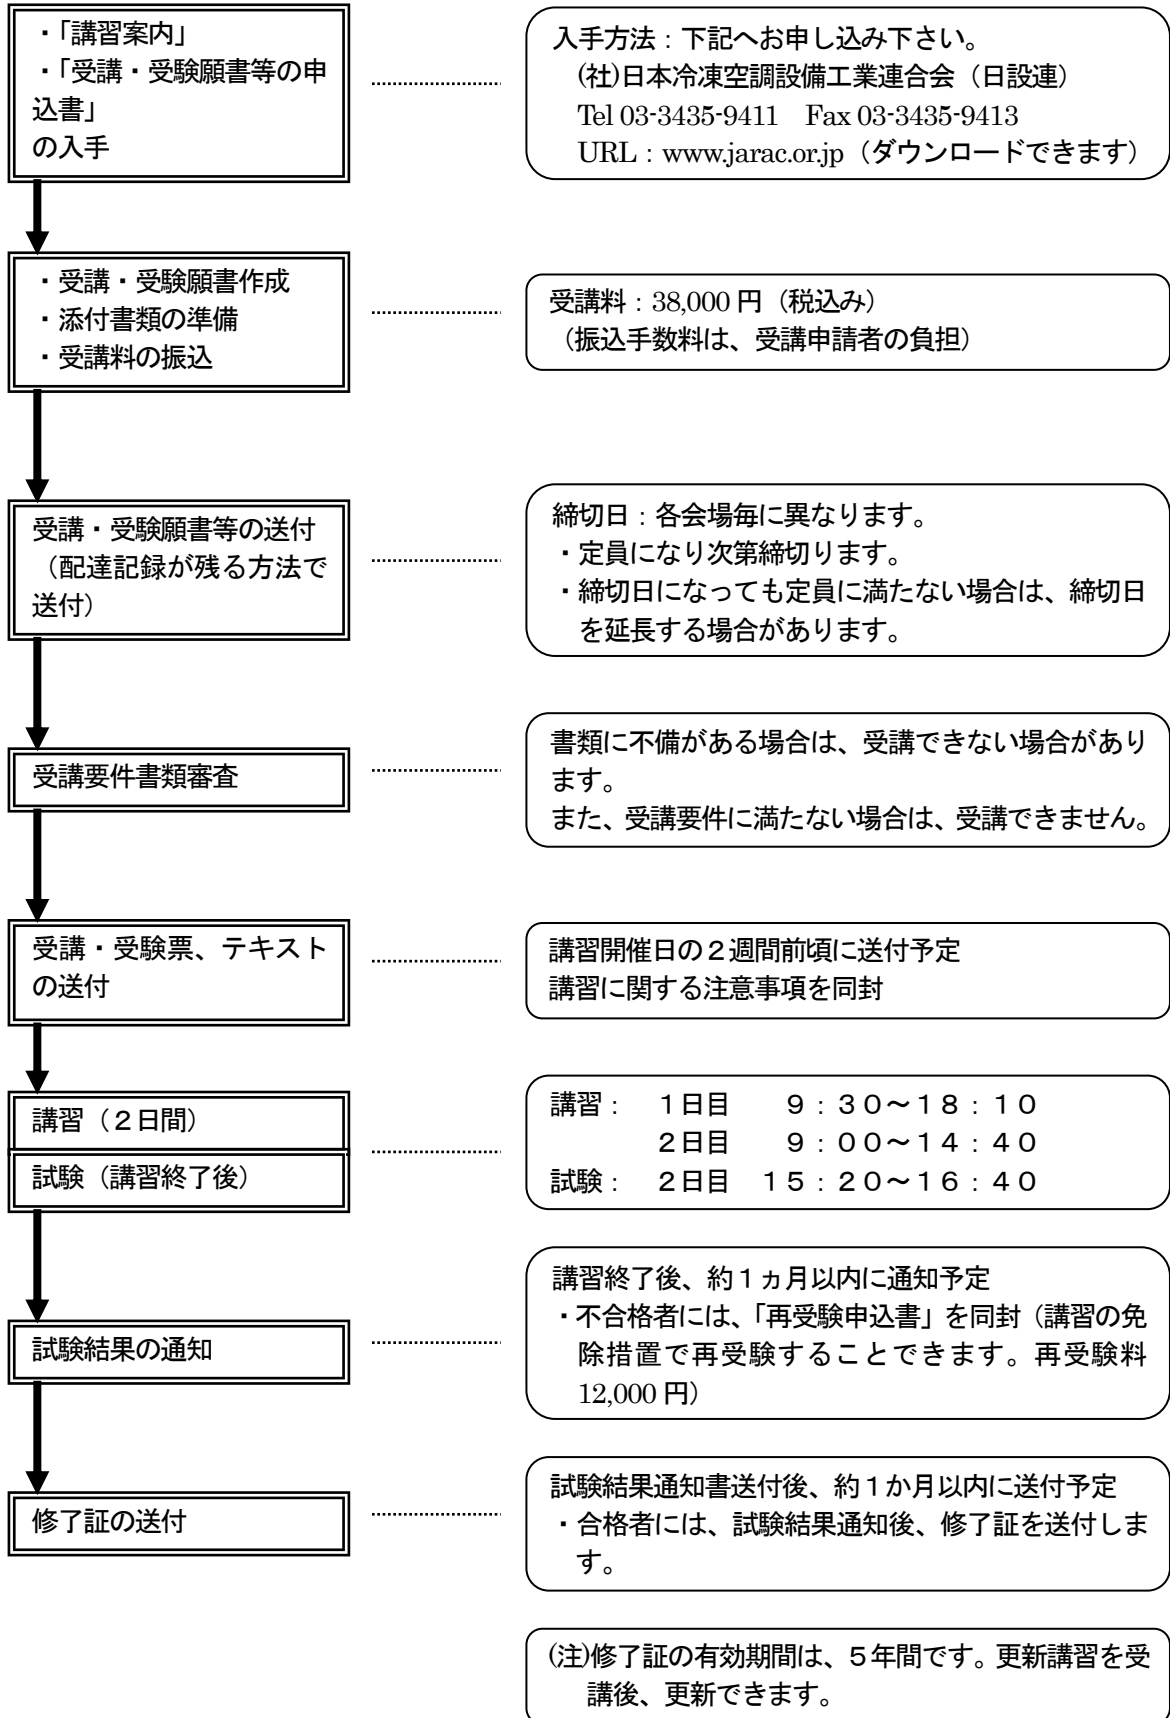 ・「講習案内」
・「受講・受験願書等の申
込書」
の入手
入手方法：下記へお申し込み下さい。
(社)日本冷凍空調設備工業連合会（日設連）
Tel 03-3435-9411　Fax 03-3435-9413
URL：www.jarac.or.jp（ダウンロードできます）
・受講・受験願書作成
・添付書類の準備
・受講料の振込
受講料：38,000 円（税込み）
（振込手数料は、受講申請者の負担）
受講・受験願書等の送付
（配達記録が残る方法で
送付）
締切日：各会場毎に異なります。
・定員になり次第締切ります。
・締切日になっても定員に満たない場合は、締切日
を延長する場合があります。
受講要件書類審査
書類に不備がある場合は、受講できない場合があり
ます。
また、受講要件に満たない場合は、受講できません。
受講・受験票、テキスト
の送付
講習開催日の２週間前頃に送付予定
講習に関する注意事項を同封
講習（２日間）
試験（講習終了後）
講習：　１日目　　９：３０～１８：１０
２日目　　９：００～１４：４０
試験：　２日目　１５：２０～１６：４０
試験結果の通知
講習終了後、約１ヵ月以内に通知予定
・不合格者には、「再受験申込書」を同封（講習の免
除措置で再受験することできます。再受験料
12,000 円）
修了証の送付
試験結果通知書送付後、約１か月以内に送付予定
・合格者には、試験結果通知後、修了証を送付しま
す。
(注)修了証の有効期間は、５年間です。更新講習を受
講後、更新できます。